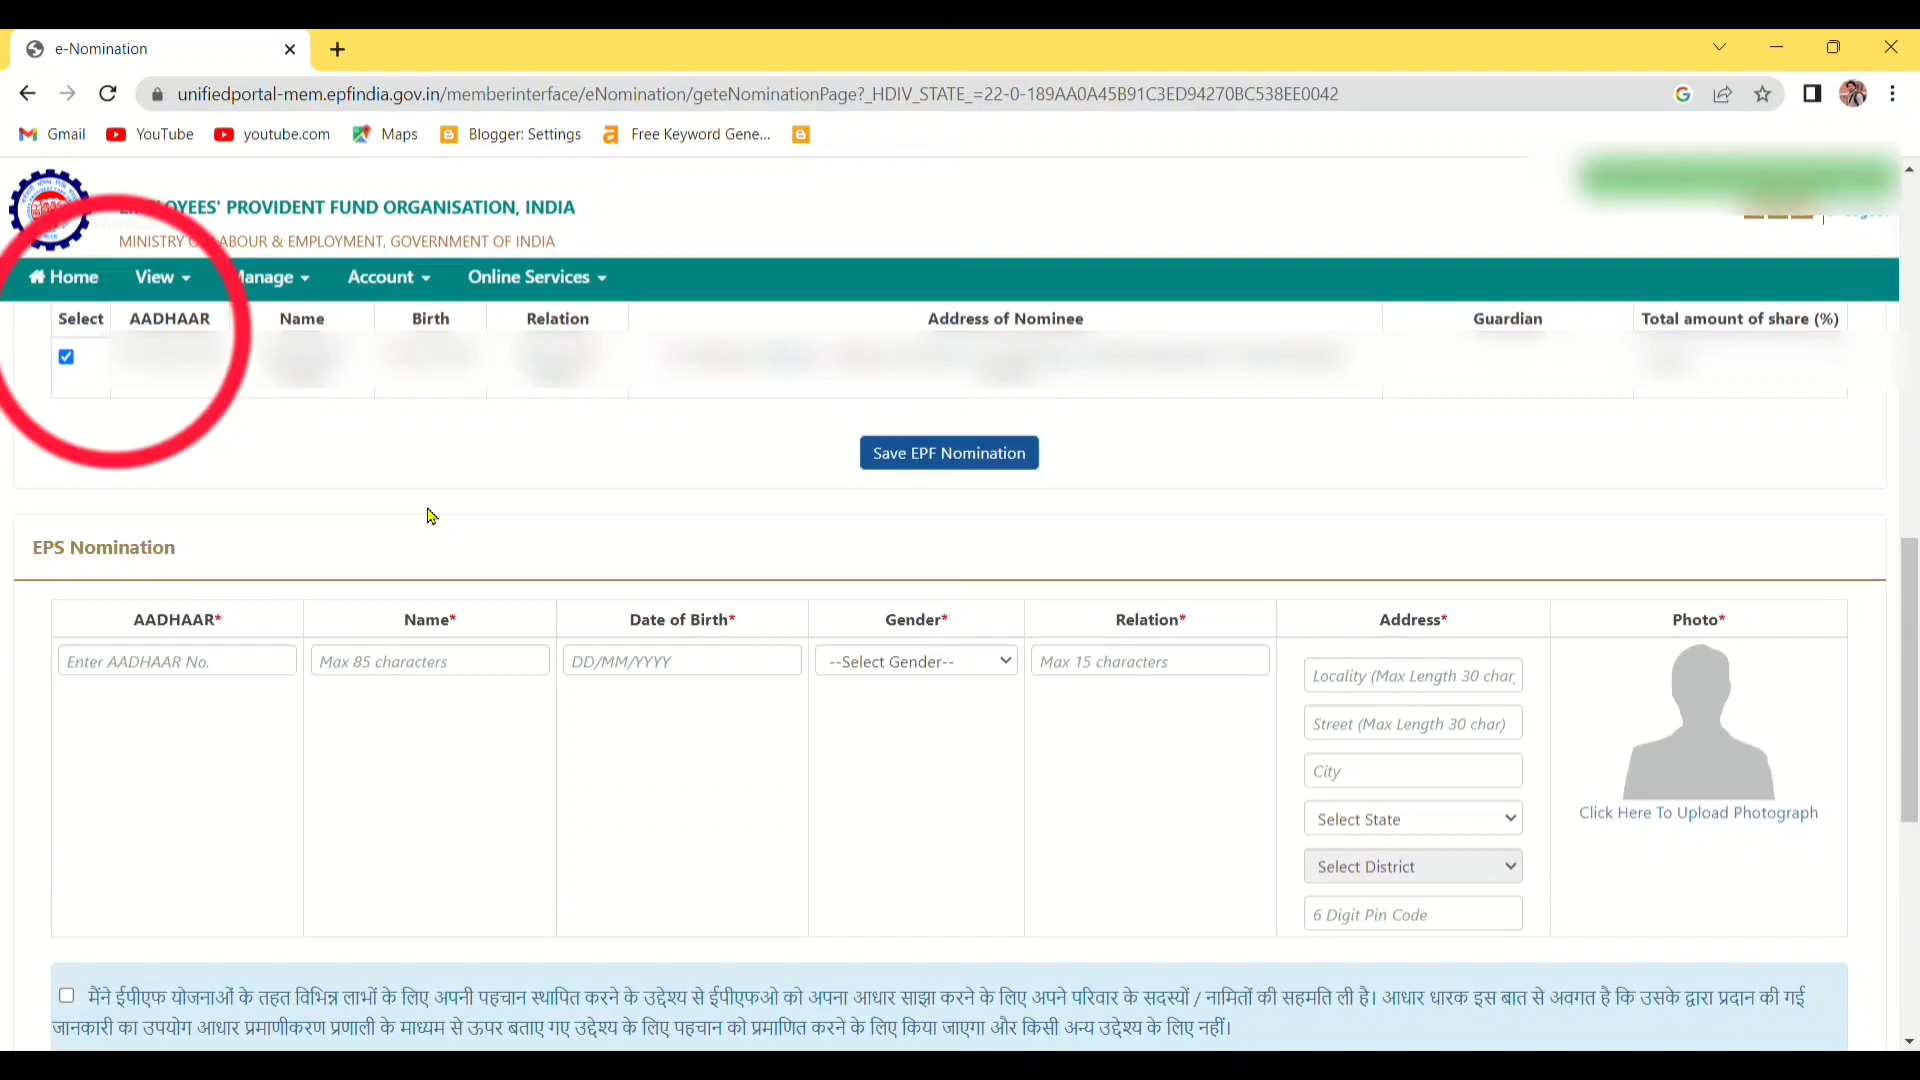 e-Nomination
unifiedportal-mem.epfindia.gov.in/memberinterface/eNomination/geteNominationPage?_HDIV_STATE_=22-0-189AA0A45B91C3ED94270BC538EE0042
Gmail YouTube youtube.com Maps Blogger: Settings Free Keyword Gene...
EMPLOYEES' PROVIDENT FUND ORGANISATION, INDIA
MINISTRY OF LABOUR & EMPLOYMENT, GOVERNMENT OF INDIA
Home View Manage Account Online Services
Select AADHAAR Name Birth Relation Address of Nominee Guardian Total amount of share (%)
Save EPF Nomination
EPS Nomination
AADHAAR* Name* Date of Birth* Gender* Relation* Address* Photo*
Enter AADHAAR No. Max 85 characters DD/MM/YYYY --Select Gender-- Max 15 characters
Locality (Max Length 30 char,
Street (Max Length 30 char)
City
Select State
Click Here To Upload Photograph
Select District
6 Digit Pin Code
मैंने ईपीएफ योजनाओं के तहत विभिन्न लाभों के लिए अपनी पहचान स्थापित करने के उद्देश्य से ईपीएफओ को अपना आधार साझा करने के लिए अपने परिवार के सदस्यों / नामितों की सहमति ली है। आधार धारक इस बात से अवगत है कि उसके द्वारा प्रदान की गई
जानकारी का उपयोग आधार प्रमाणीकरण प्रणाली के माध्यम से ऊपर बताए गए उद्देश्य के लिए पहचान को प्रमाणित करने के लिए किया जाएगा और किसी अन्य उद्देश्य के लिए नहीं।